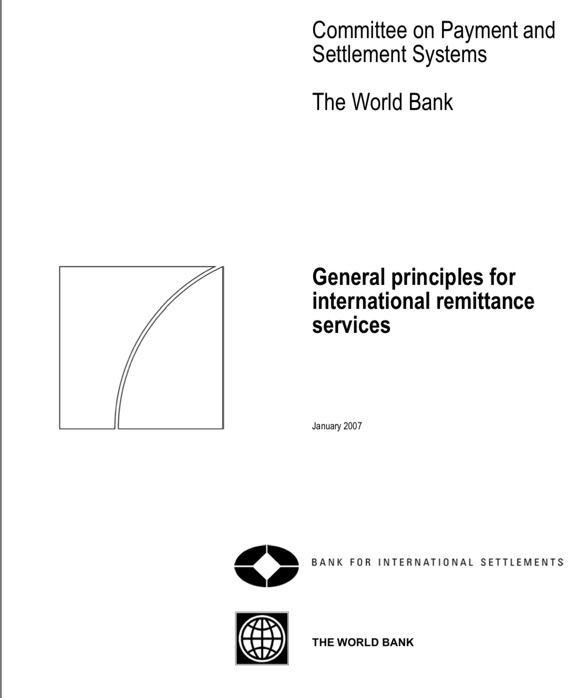 Committee on Payment and
Settlement Systems
The World Bank
General principles for
international remittance
services
January 2007
BANK FOR INTERNATIONAL SETTLEMENTS
THE WORLD BANK